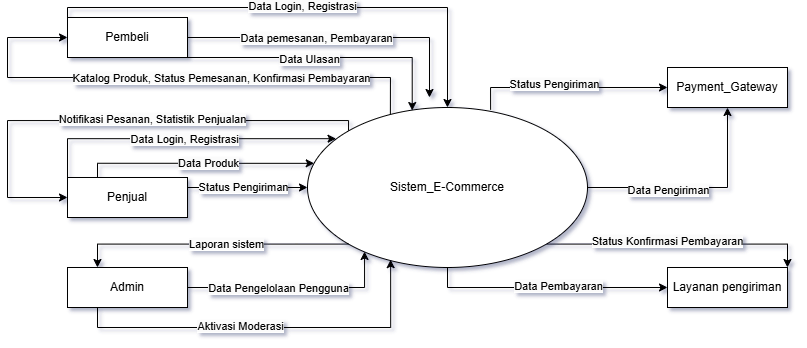 Data Login, Registrasi
Pembeli
Data pemesanan, Pembayaran
Data Ulasan
Katalog Produk, Status Pemesanan, Konfirmasi Pembayaran
Status Pengiriman
Payment_Gateway
Notifikasi Pesanan, Statistik Penjualan
Data Login, Registrasi
Data Produk
Penjual
Status Pengiriman
Sistem_E-Commerce
Data Pengiriman
Laporan sistem
Status Konfirmasi Pembayaran
Admin
Data Pengelolaan Pengguna
Data Pembayaran
Layanan pengiriman
Aktivasi Moderasi